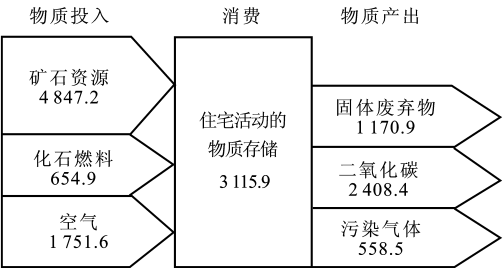 物质投入 消费 物质产出
矿石资源
4 847.2
化石燃料
654.9
空气
1 751.6
住宅活动的
物质存储
3 115.9
固体废弃物
1 170.9
二氧化碳
2 408.4
污染气体
558.5